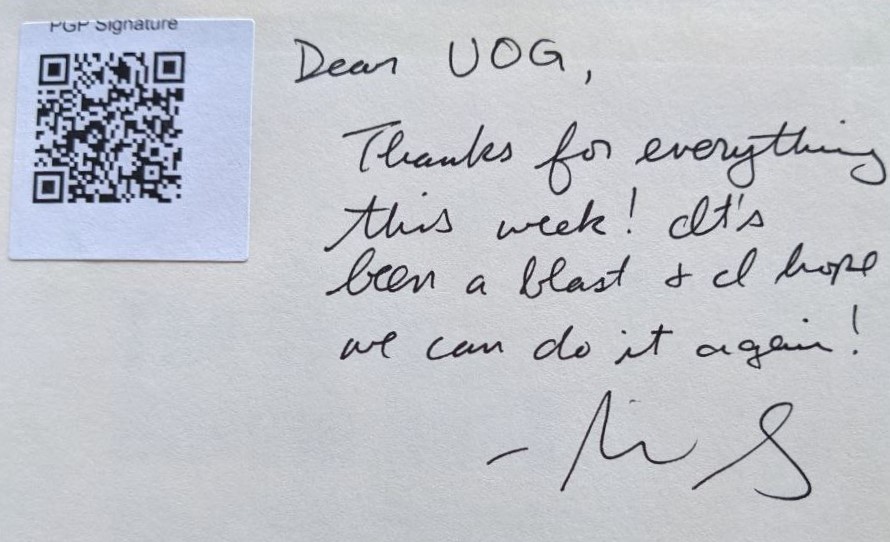 PGP Signature
Dear UOG,
Thanks for everything
this week! It's
been a blast & I hope
we can do it again!